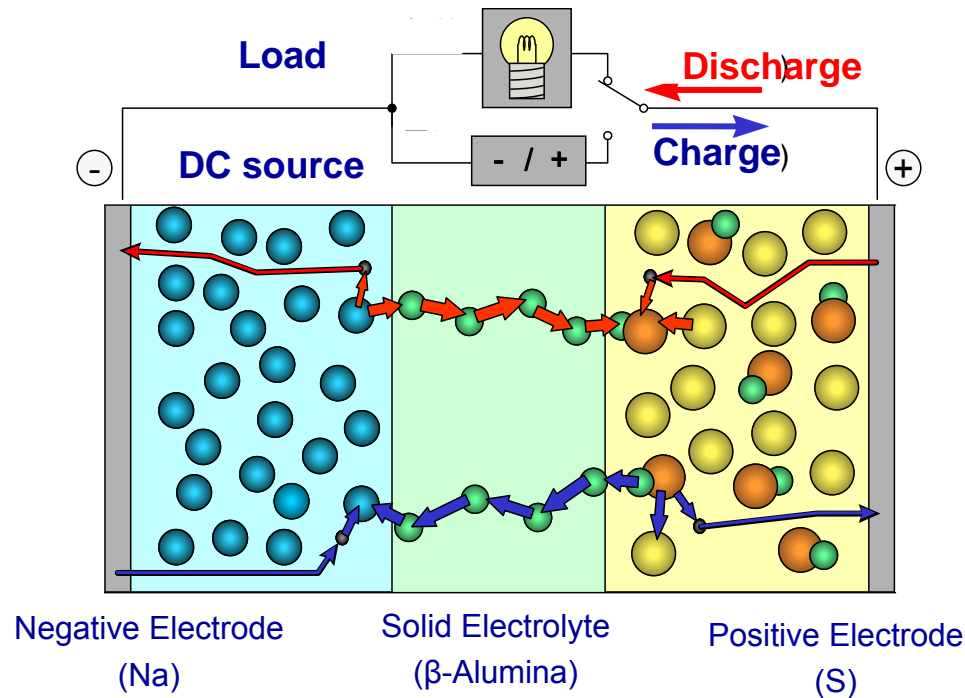 Load
Discharge)
- / +
Charge)
DC source
-
+
Negative Electrode
(Na)
Solid Electrolyte
(β-Alumina)
Positive Electrode
(S)